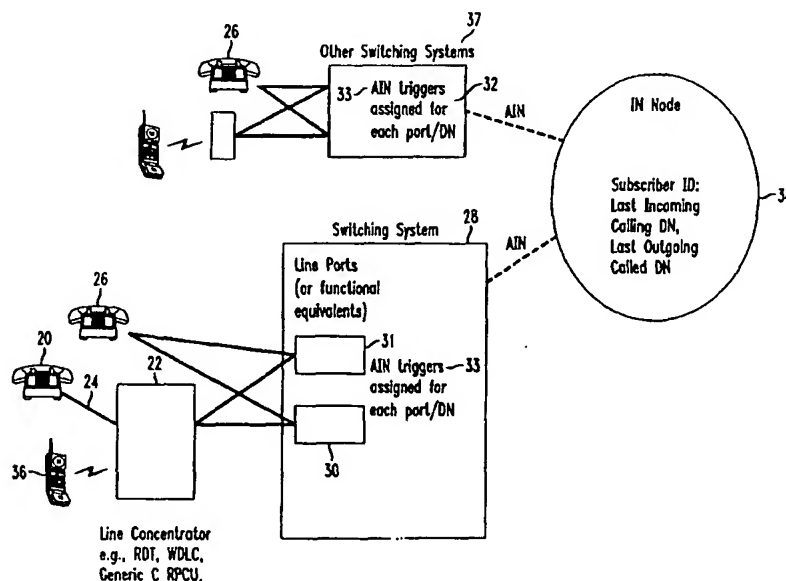 37
26
Other Switching Systems
33
AIN triggers
assigned for
each port/DN
32
AIN
IN Node
Subscriber ID:
Last Incoming
Calling DN,
Last Outgoing
Called DN
Switching System
28
AIN
Line Ports
(or functional
equivalents)
26
31
AIN triggers
assigned for
each port/DN
33
20
24
22
30
36
Line Concentrator
e.g., RDT, WDLC,
Generic C RPCU,